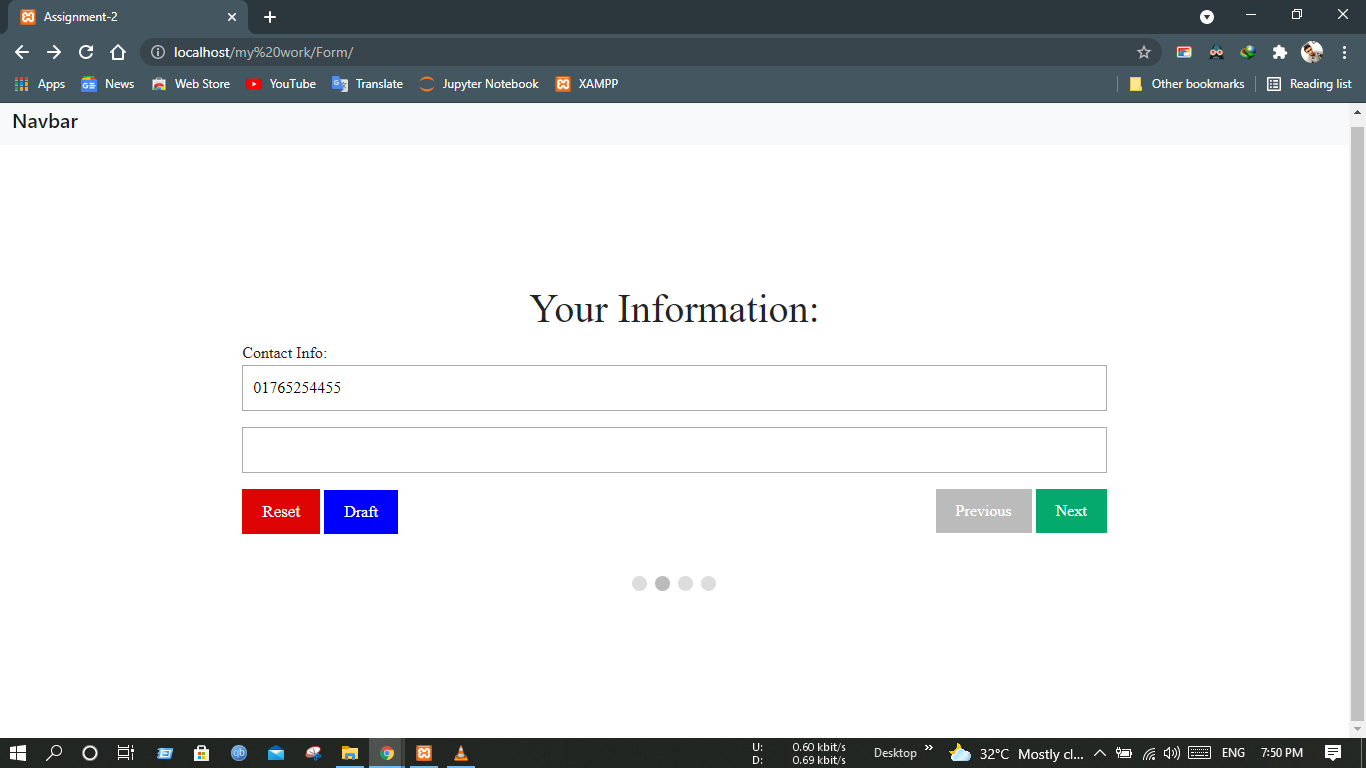 Assignment-2
localhost/my%20work/Form/
Apps News Web Store YouTube Translate Jupyter Notebook XAMPP Other bookmarks Reading list
Navbar
Your Information:
Contact Info:
01765254455
Reset Draft Previous Next
U: 0.60 kbit/s
D: 0.69 kbit/s
Desktop » 32°C Mostly cl... ENG 7:50 PM